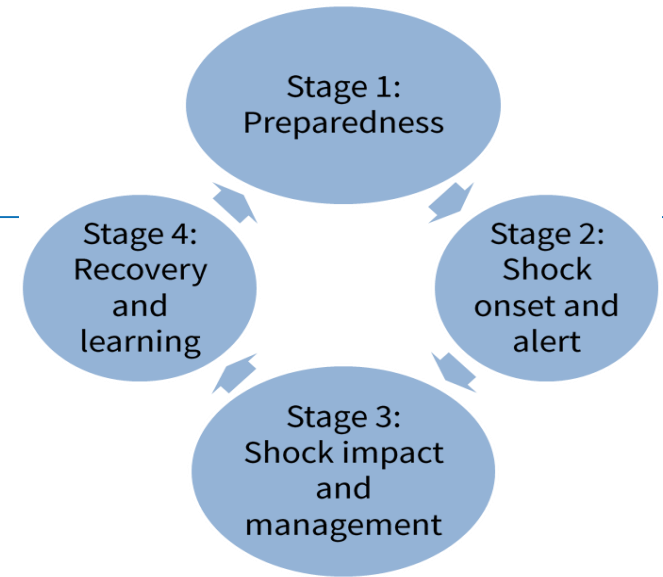 Stage 1:
Preparedness
Stage 2:
Shock
onset and
alert
Stage 3:
Shock impact
and
management
Stage 4:
Recovery
and
learning